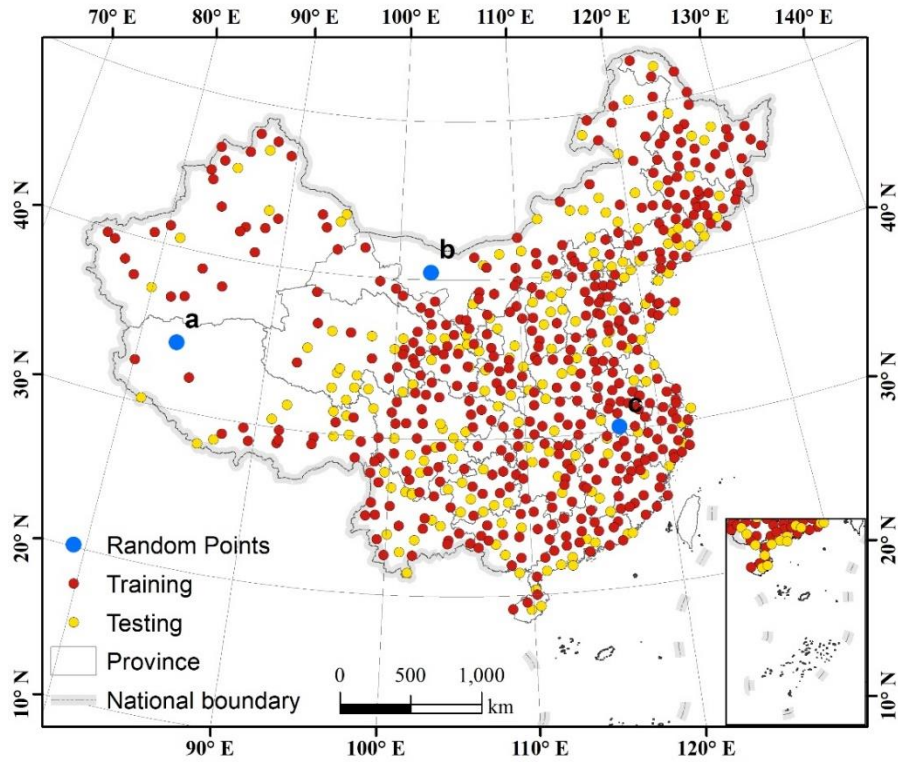 70° E 80° E 90° E 100° E 110° E 120° E 130° E 140° E
40° N
40° N
b
a
30° N
30° N
c
20° N
20° N
Random Points
Training
Testing
Province
National boundary
0 500 1,000
km
10° N
10° N
90° E 100° E 110° E 120° E